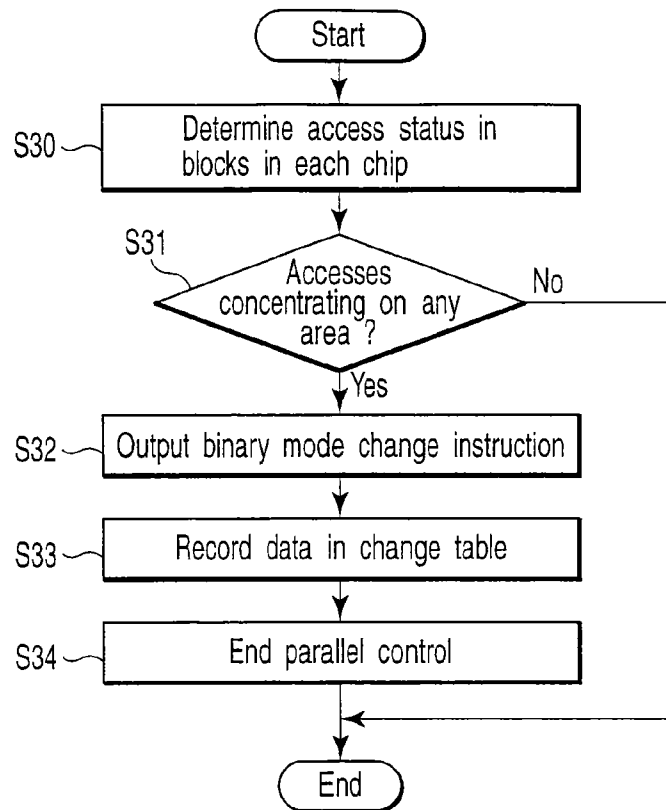 Start
S30
Determine access status in
blocks in each chip
S31
Accesses
concentrating on any
area ?
No
Yes
S32
Output binary mode change instruction
S33
Record data in change table
S34
End parallel control
End